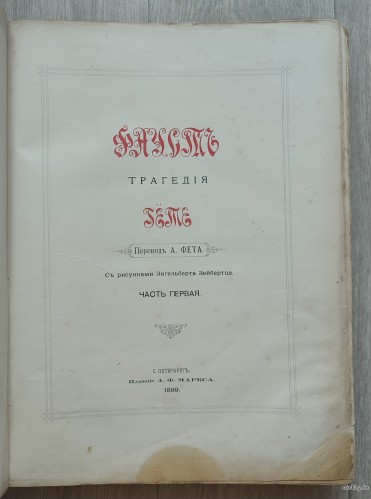 ФАУСТЪ
ТРАГЕДІЯ
ГЁТЕ
Переводъ А. ФЕТА
Съ рисунками Энгельберта Зейбертца.
ЧАСТЬ ПЕРВАЯ.
С. ПЕТЕРБУРГЪ.
Изданіе А. Ф. МАРКСА.
1899.